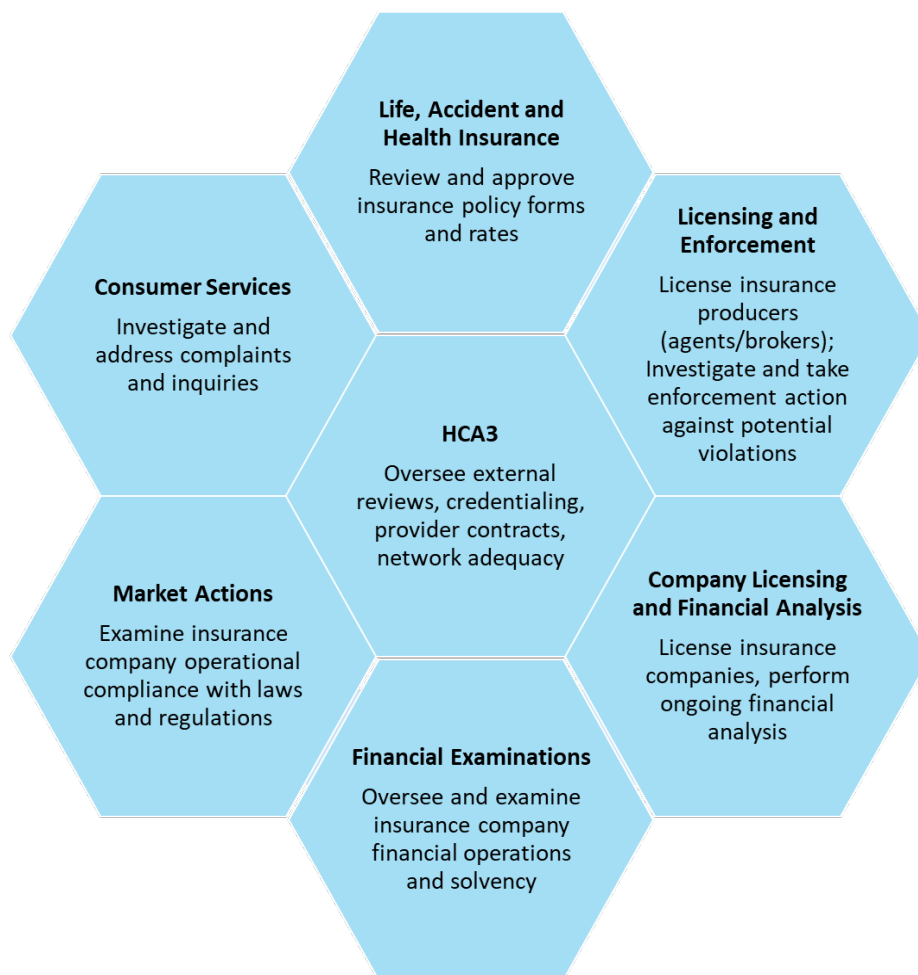 Life, Accident and
Health Insurance
Review and approve
insurance policy forms
and rates
Consumer Services
Investigate and
address complaints
and inquiries
Licensing and
Enforcement
License insurance
producers
(agents/brokers);
Investigate and take
enforcement action
against potential
violations
HCA3
Oversee external
reviews, credentialing,
provider contracts,
network adequacy
Market Actions
Examine insurance
company operational
compliance with laws
and regulations
Company Licensing
and Financial Analysis
License insurance
companies, perform
ongoing financial
analysis
Financial Examinations
Oversee and examine
insurance company
financial operations
and solvency